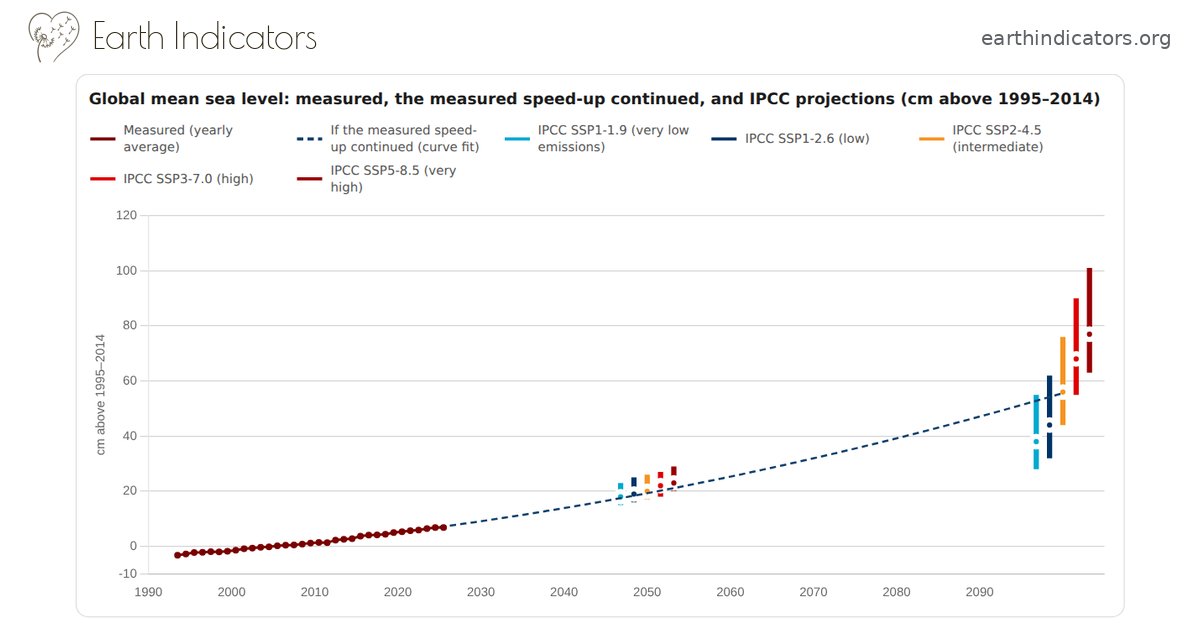 Earth Indicators
earthindicators.org
Global mean sea level: measured, the measured speed-up continued, and IPCC projections (cm above 1995–2014)
Measured (yearly
average)
If the measured speed-
up continued (curve fit)
IPCC SSP1-1.9 (very low
emissions)
IPCC SSP1-2.6 (low)
IPCC SSP2-4.5
(intermediate)
IPCC SSP3-7.0 (high)
IPCC SSP5-8.5 (very
high)
cm above 1995–2014
120
100
80
60
40
20
0
-10
1990 2000 2010 2020 2030 2040 2050 2060 2070 2080 2090